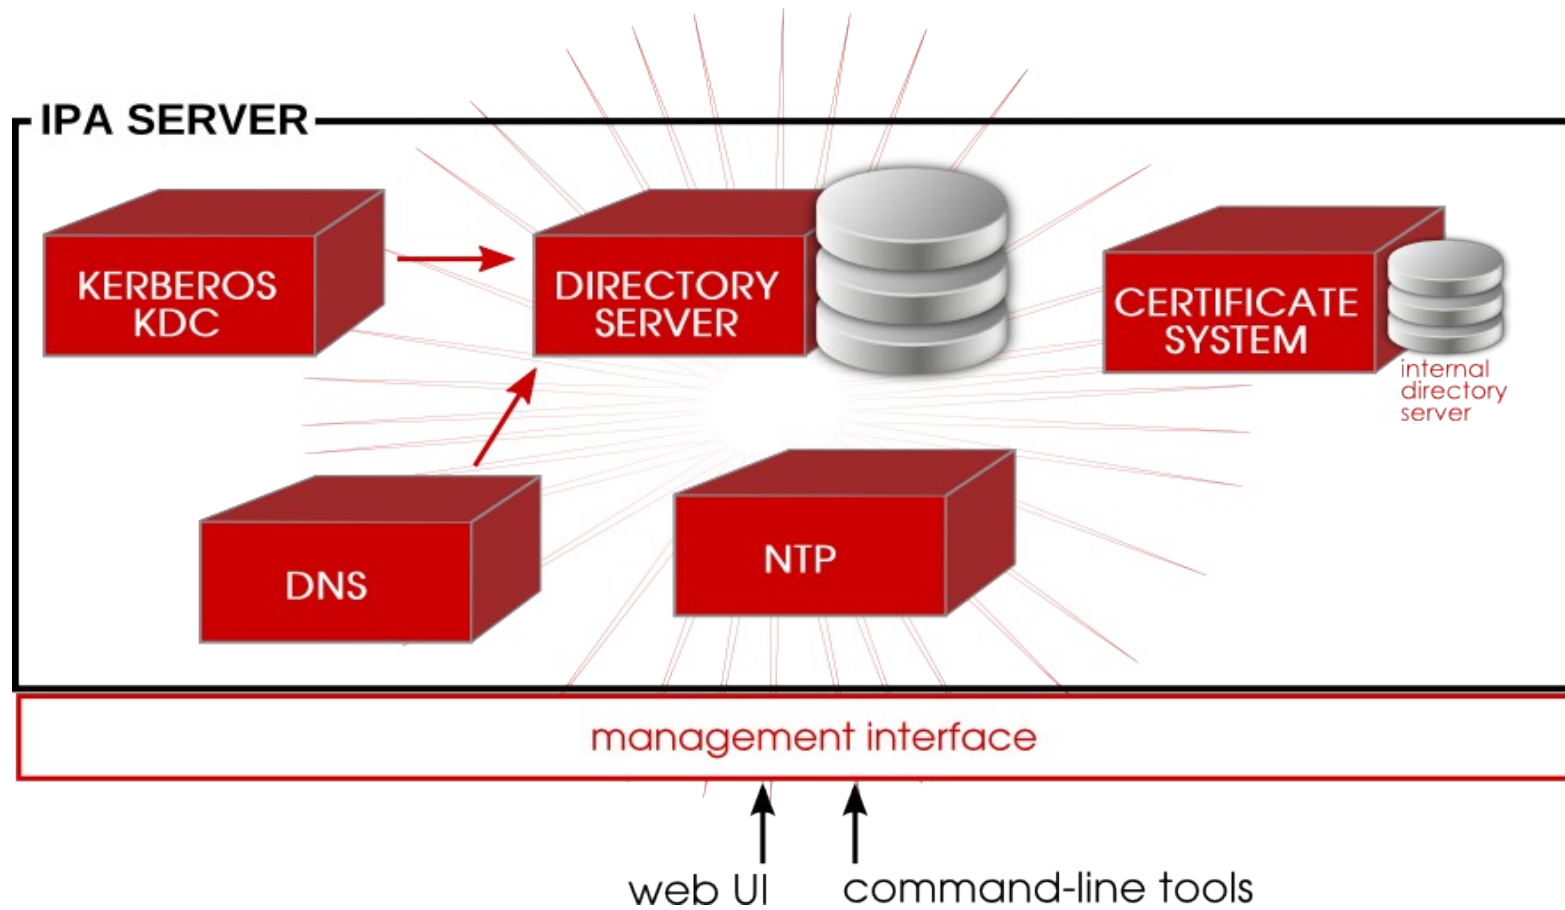 IPA SERVER
KERBEROS
KDC
DIRECTORY
SERVER
CERTIFICATE
SYSTEM
internal
directory
server
DNS
NTP
management interface
web UI
command-line tools